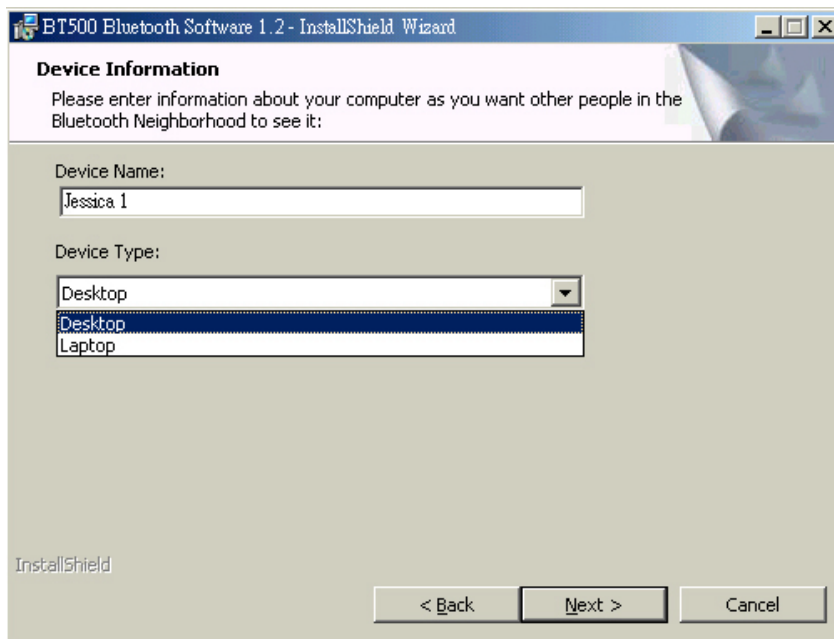 BT500 Bluetooth Software 1.2 - InstallShield Wizard
Device Information
Please enter information about your computer as you want other people in the
Bluetooth Neighborhood to see it:
Device Name:
Jessica 1
Device Type:
Desktop
Desktop
Laptop
InstallShield
< Back Next > Cancel